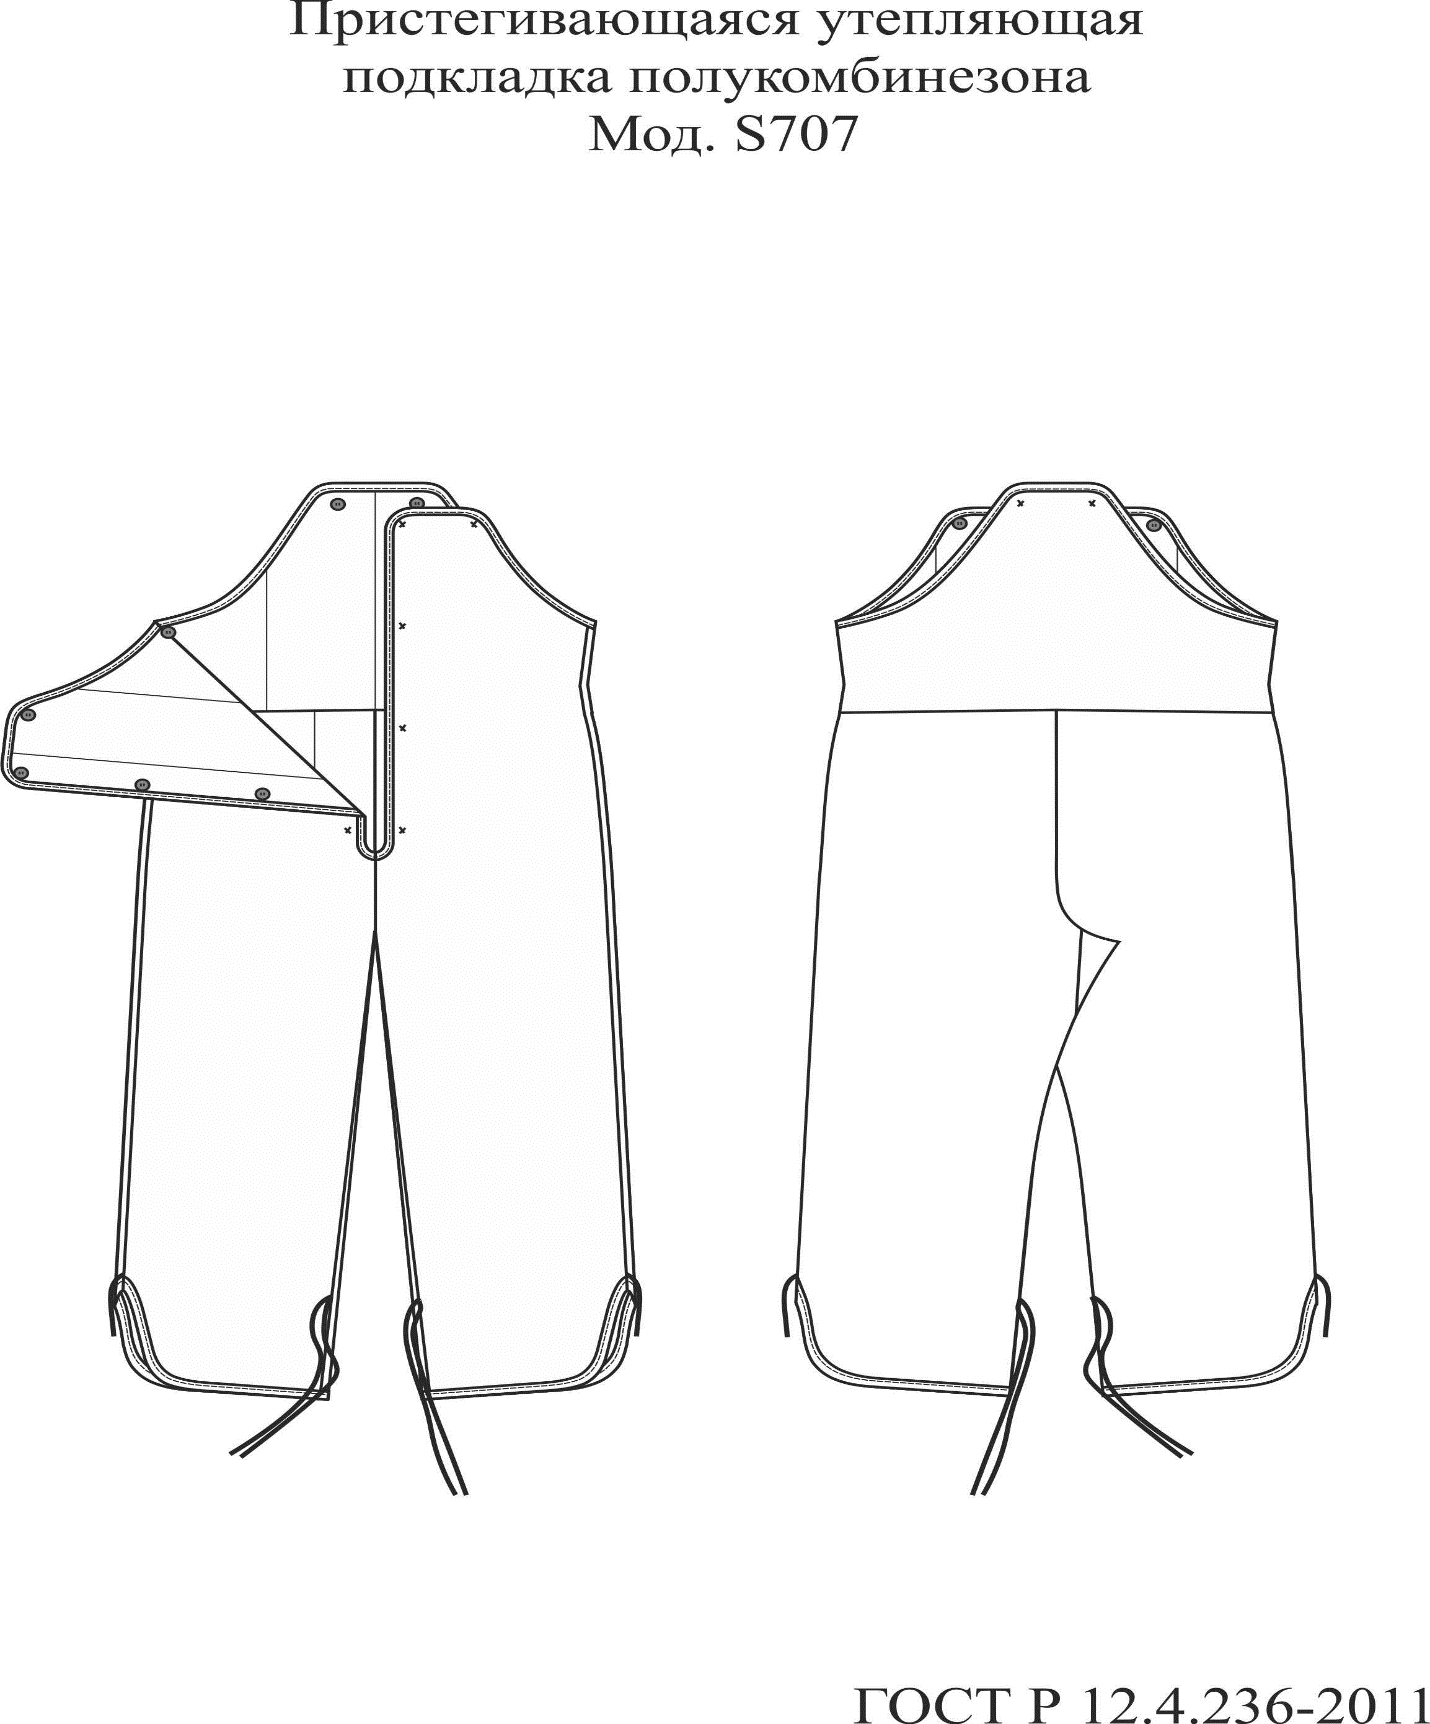 Пристегивающаяся утепляющая
подкладка полукомбинезона
Мод. S707
ГОСТ Р 12.4.236-2011